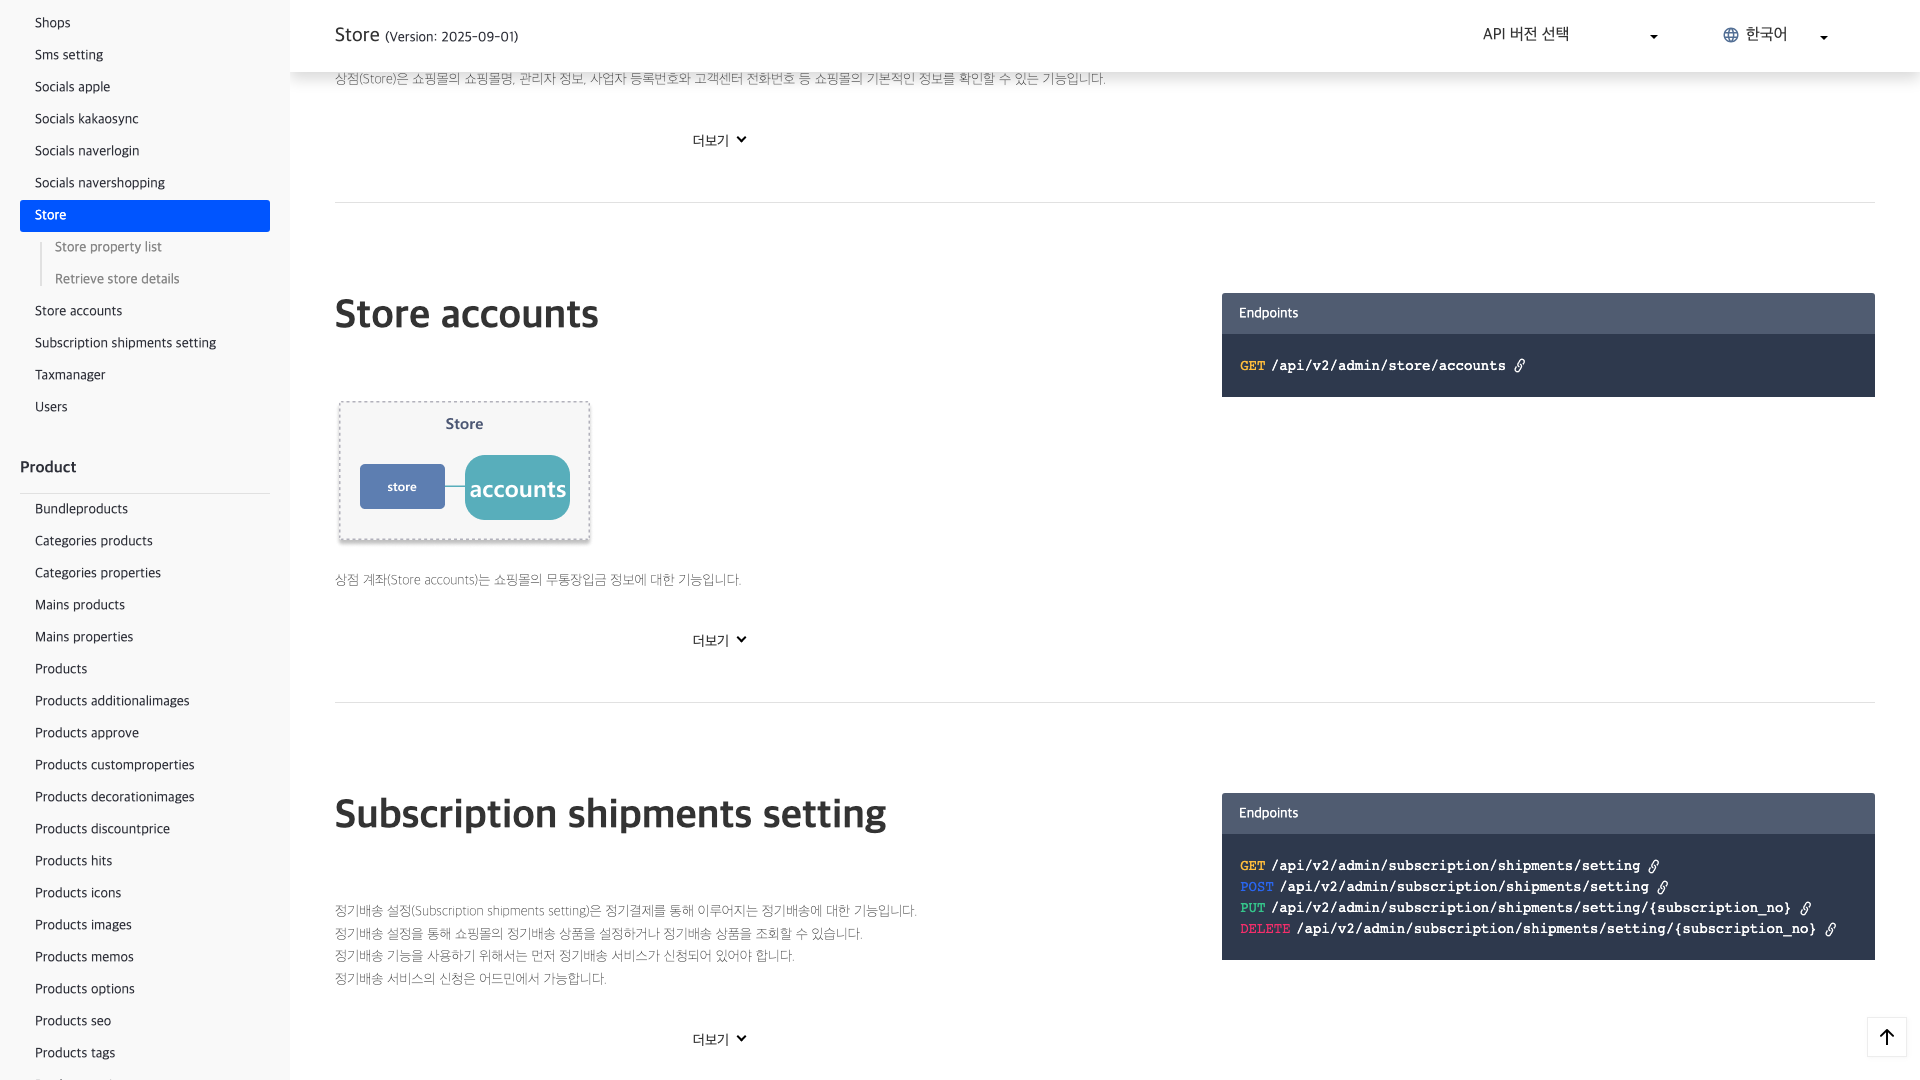 Shops
Sms setting
Socials apple
Socials kakaosync
Socials naverlogin
Socials navershopping
Store
Store property list
Retrieve store details
Store accounts
Subscription shipments setting
Taxmanager
Users
Product
Bundleproducts
Categories products
Categories properties
Mains products
Mains properties
Products
Products additionalimages
Products approve
Products customproperties
Products decorationimages
Products discountprice
Products hits
Products icons
Products images
Products memos
Products options
Products seo
Products tags
Store (Version: 2025-09-01)
API 버전 선택
한국어
상점(Store)은 쇼핑몰의 쇼핑몰명, 관리자 정보, 사업자 등록번호와 고객센터 전화번호 등 쇼핑몰의 기본적인 정보를 확인할 수 있는 기능입니다.
더보기
Store accounts
Endpoints
GET /api/v2/admin/store/accounts
Store
store
accounts
상점 계좌(Store accounts)는 쇼핑몰의 무통장입금 정보에 대한 기능입니다.
더보기
Subscription shipments setting
Endpoints
GET /api/v2/admin/subscription/shipments/setting
POST /api/v2/admin/subscription/shipments/setting
PUT /api/v2/admin/subscription/shipments/setting/{subscription_no}
DELETE /api/v2/admin/subscription/shipments/setting/{subscription_no}
정기배송 설정(Subscription shipments setting)은 정기결제를 통해 이루어지는 정기배송에 대한 기능입니다.
정기배송 설정을 통해 쇼핑몰의 정기배송 상품을 설정하거나 정기배송 상품을 조회할 수 있습니다.
정기배송 기능을 사용하기 위해서는 먼저 정기배송 서비스가 신청되어 있어야 합니다.
정기배송 서비스의 신청은 어드민에서 가능합니다.
더보기